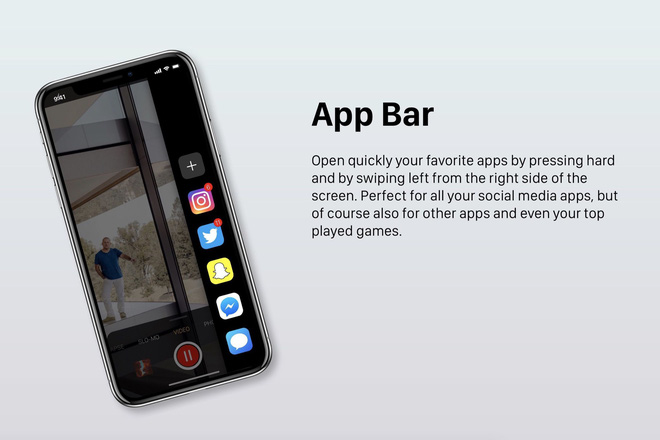 App Bar
Open quickly your favorite apps by pressing hard
and by swiping left from the right side of the
screen. Perfect for all your social media apps, but
of course also for other apps and even your top
played games.
9:41
SLO-MO
VIDEO